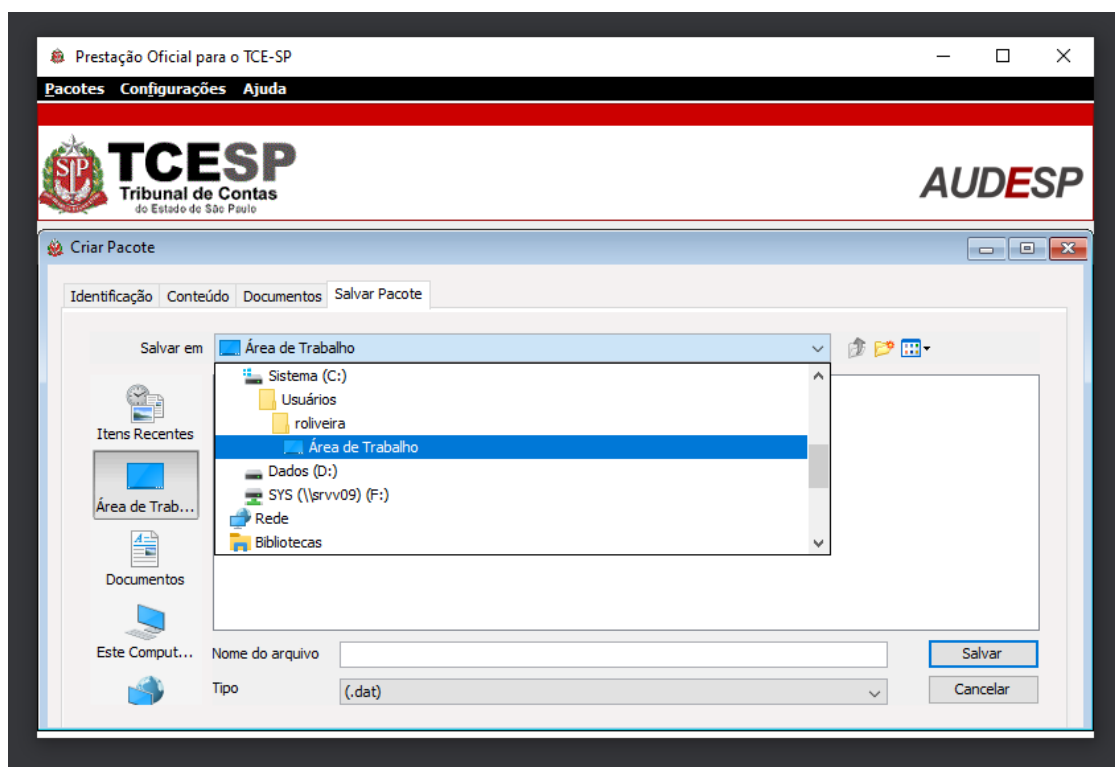 Prestação Oficial para o TCE-SP
Pacotes Configurações Ajuda
SP
TCESP
Tribunal de Contas
do Estado de São Paulo
AUDESP
Criar Pacote
Identificação Conteúdo Documentos Salvar Pacote
Salvar em Área de Trabalho
Sistema (C:)
Usuários
Itens Recentes
roliveira
Área de Trabalho
Dados (D:)
SYS (\\srvv09) (F:)
Área de Trab...
Rede
Bibliotecas
Documentos
Este Comput...
Nome do arquivo
Salvar
Tipo (.dat)
Cancelar